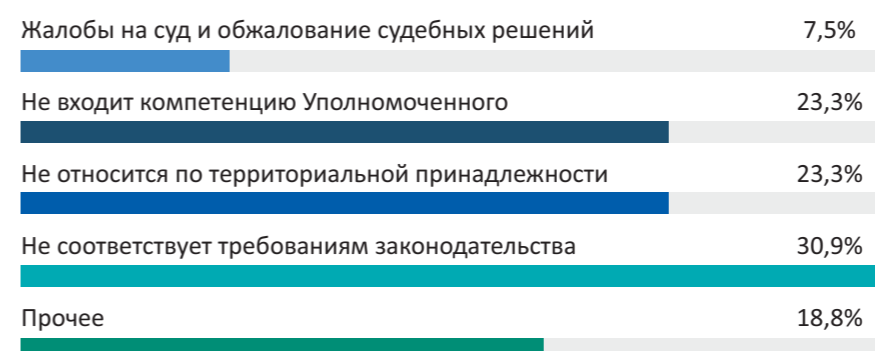 Жалобы на суд и обжалование судебных решений 7,5%
Не входит компетенцию Уполномоченного 23,3%
Не относится по территориальной принадлежности 23,3%
Не соответствует требованиям законодательства 30,9%
Прочее 18,8%